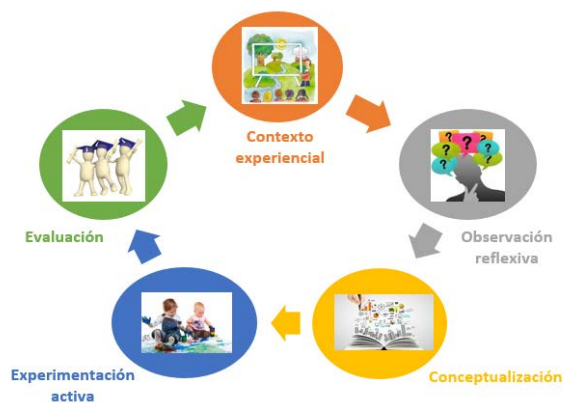 Contexto
experiencial
Observación
reflexiva
Conceptualización
Experimentación
activa
Evaluación
? ? ? ? ? ? ?